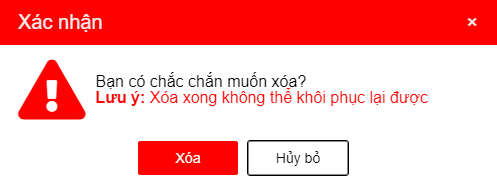 Xác nhận ×
Bạn có chắc chắn muốn xóa?
Lưu ý: Xóa xong không thể khôi phục lại được
Xóa Hủy bỏ